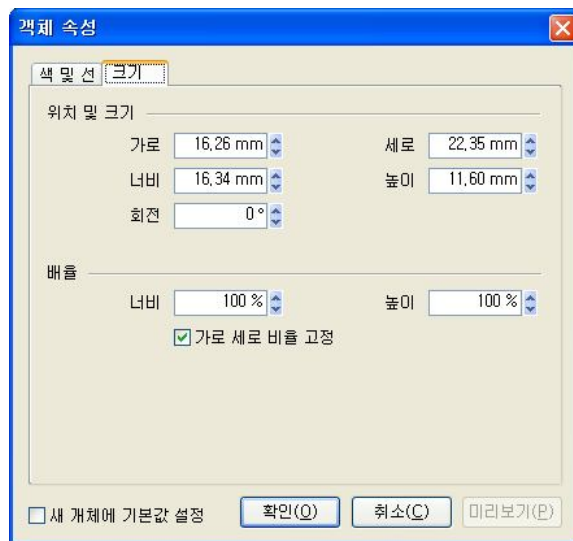 객체 속성
색 및 선 크기
위치 및 크기
가로 16,26 mm 세로 22,35 mm
너비 16,34 mm 높이 11,60 mm
회전 0 °
배율
너비 100 % 높이 100 %
가로 세로 비율 고정
새 개체에 기본값 설정 확인(O) 취소(C) 미리보기(P)